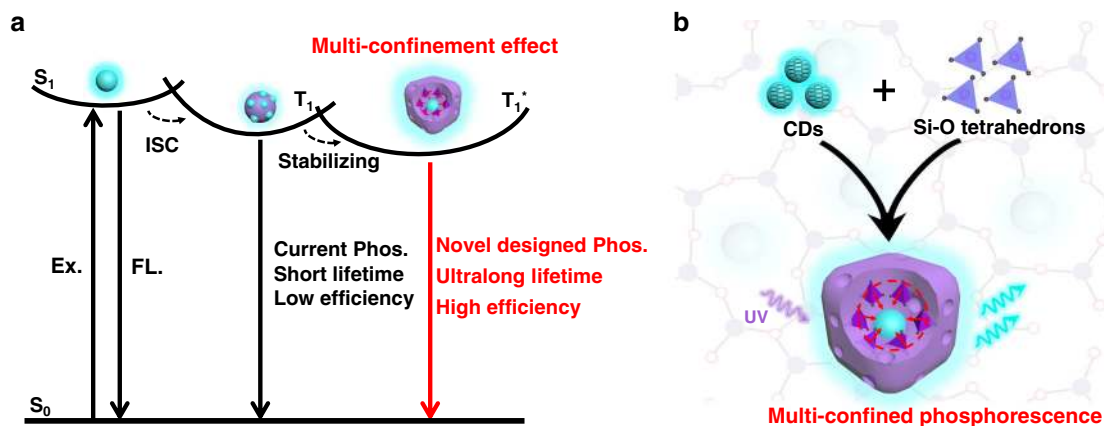 a
Multi-confinement effect
S₁
T₁
T₁*
ISC
Stabilizing
Ex.
FL.
Current Phos.
Short lifetime
Low efficiency
Novel designed Phos.
Ultralong lifetime
High efficiency
S₀
b
CDs
+
Si-O tetrahedrons
UV
Multi-confined phosphorescence